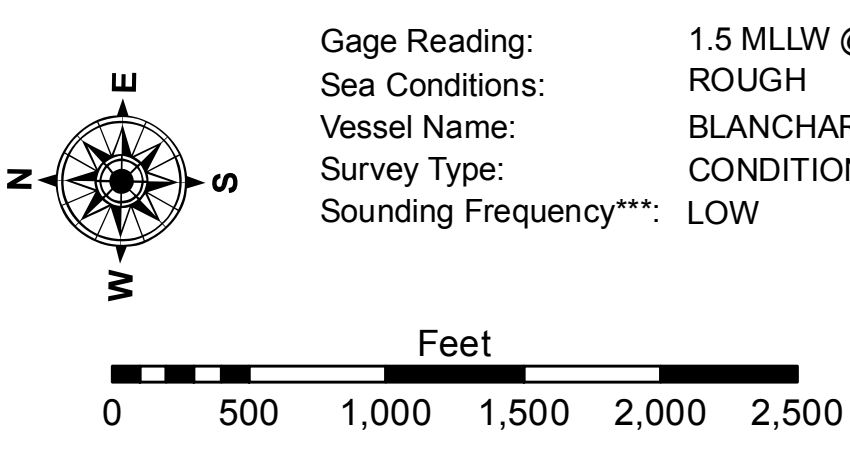 E
N
S
W
Gage Reading: 1.5 MLLW @
Sea Conditions: ROUGH
Vessel Name: BLANCHAR
Survey Type: CONDITION
Sounding Frequency***: LOW
Feet
0 500 1,000 1,500 2,000 2,500